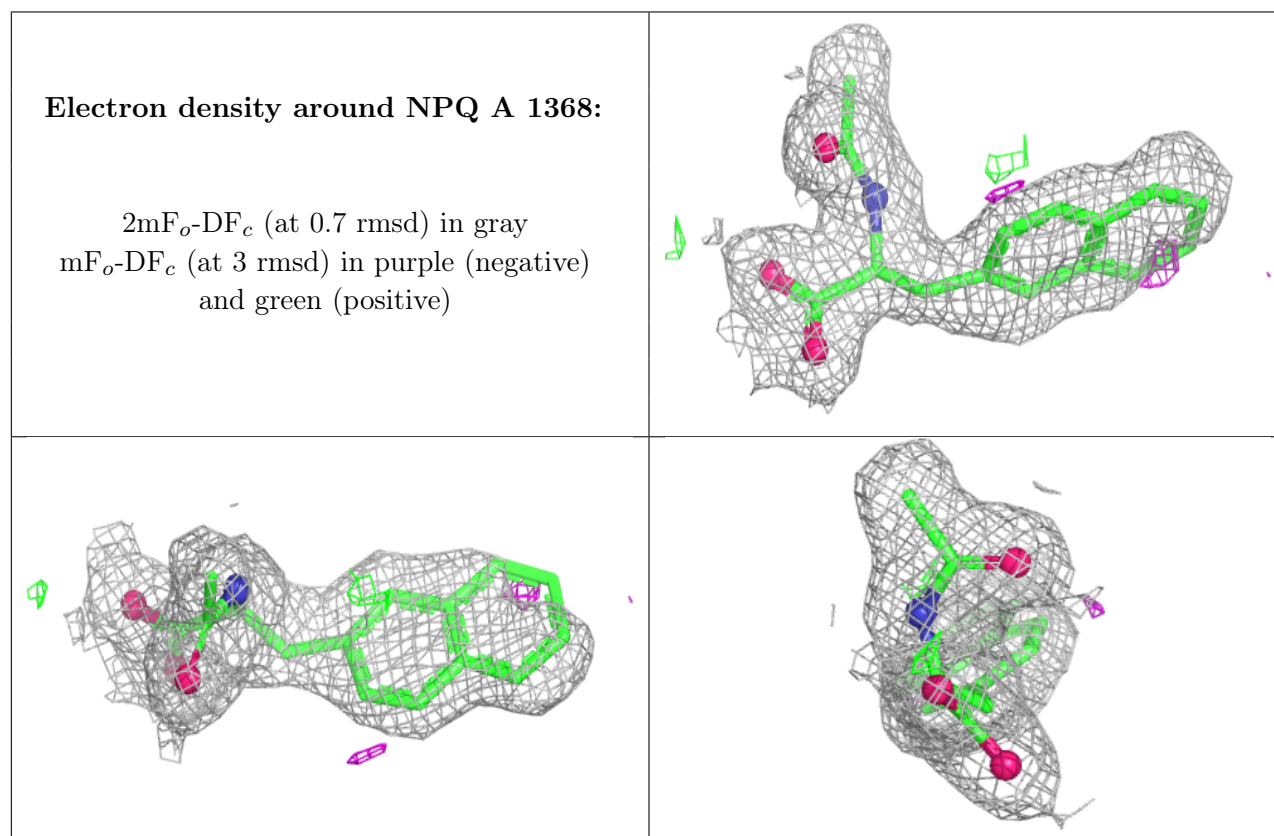 Electron density around NPQ A 1368:
2mFo-DFc (at 0.7 rmsd) in gray
mFo-DFc (at 3 rmsd) in purple (negative)
and green (positive)